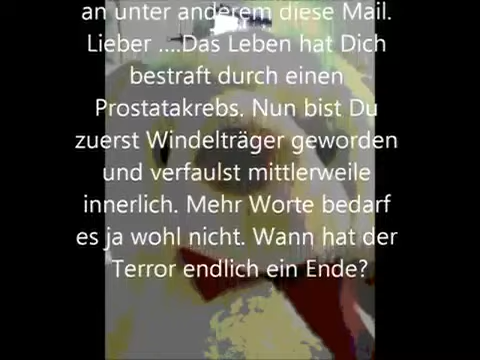 an unter anderem diese Mail.
Lieber ....Das Leben hat Dich
bestraft durch einen
Prostatakrebs. Nun bist Du
zuerst Windelträger geworden
und verfaulst mittlerweile
innerlich. Mehr Worte bedarf
es ja wohl nicht. Wann hat der
Terror endlich ein Ende?